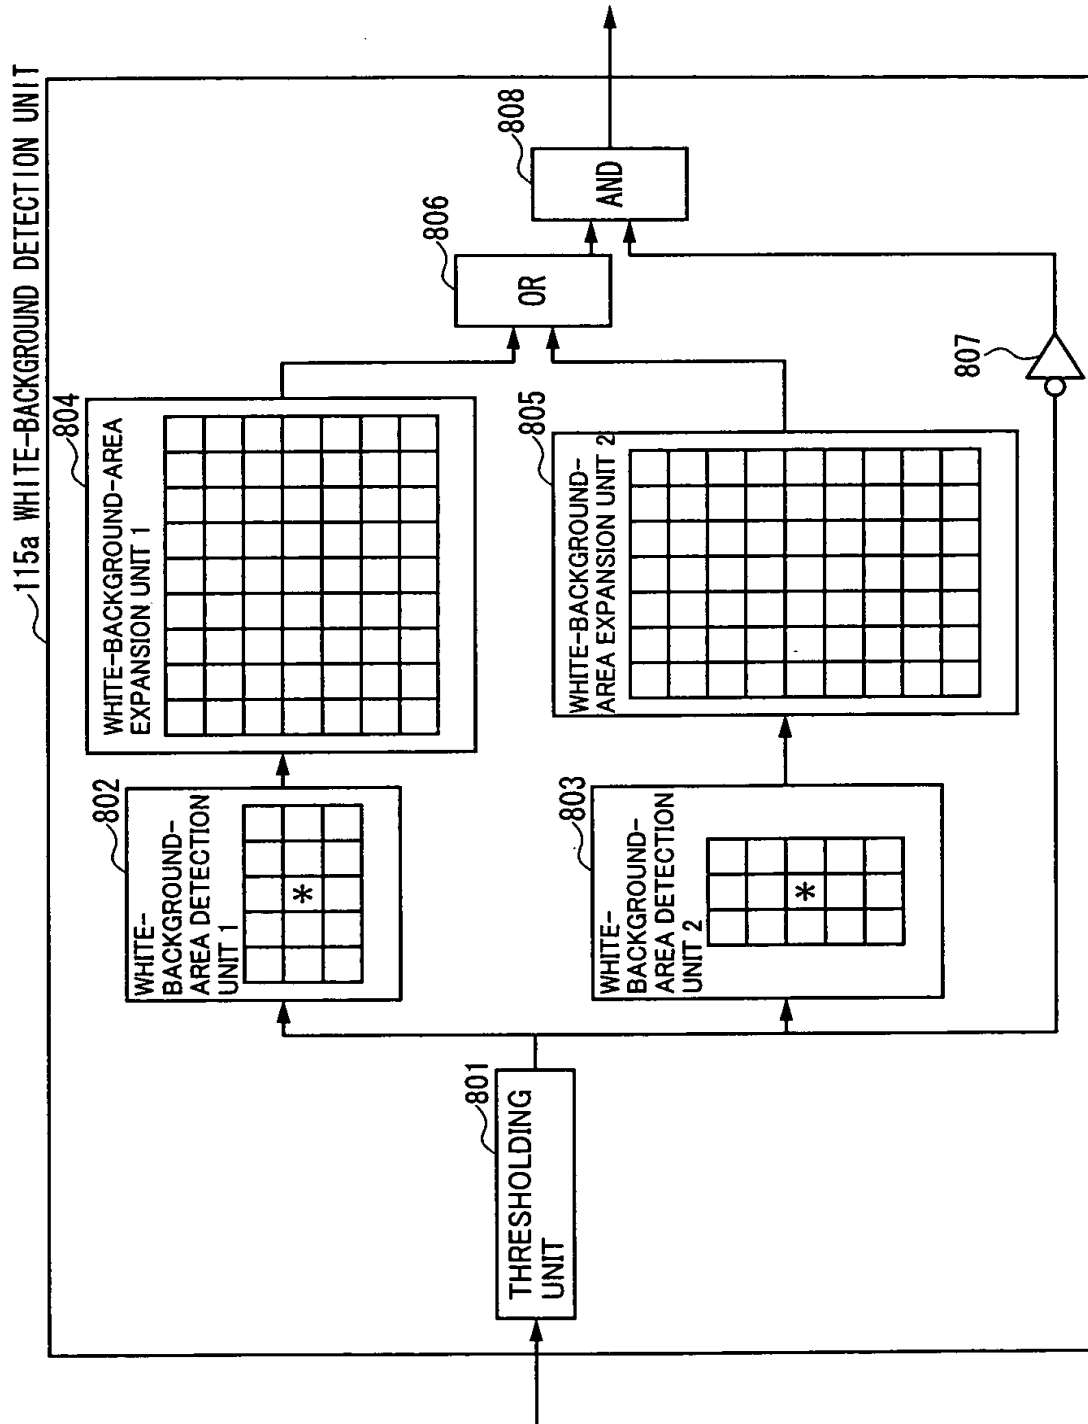 115a WHITE-BACKGROUND DETECTION UNIT
801
THRESHOLDING
UNIT
802
WHITE-
BACKGROUND-
AREA DETECTION
UNIT 1
*
803
WHITE-
BACKGROUND-
AREA DETECTION
UNIT 2
*
804
WHITE-BACKGROUND-AREA
EXPANSION UNIT 1
805
WHITE-BACKGROUND-
AREA EXPANSION UNIT 2
806
OR
807
808
AND